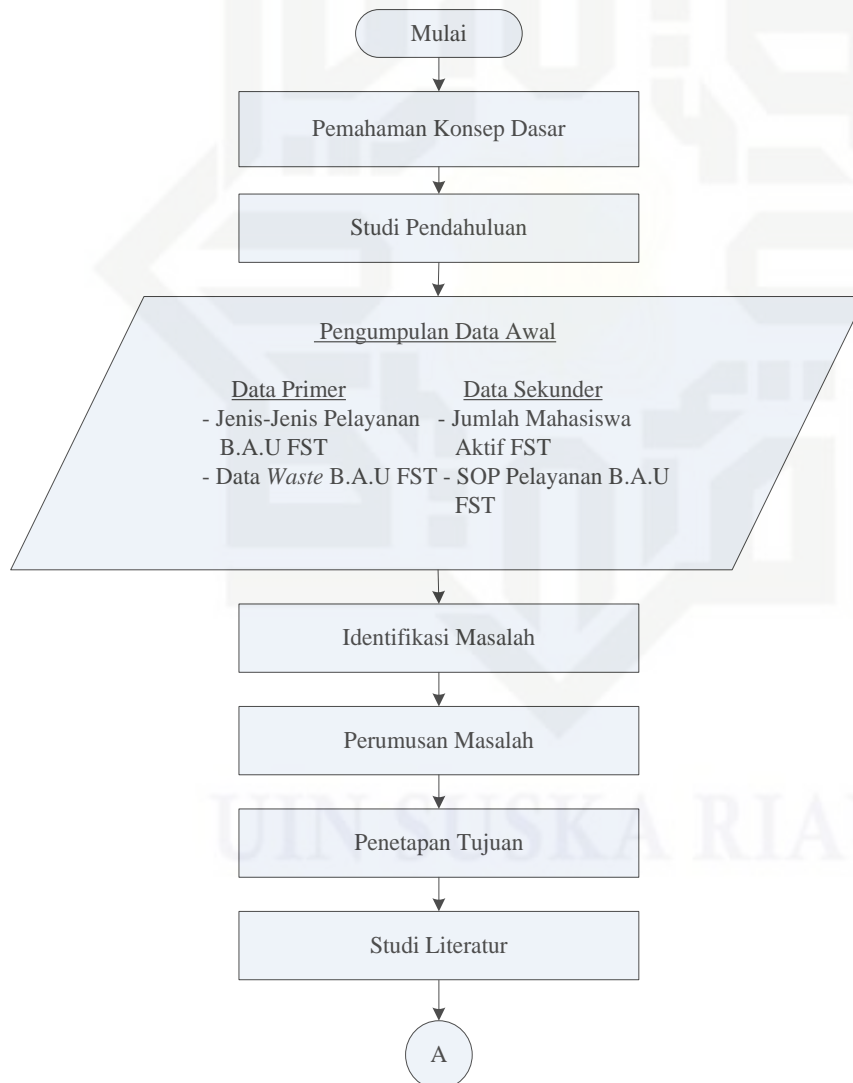 Mulai
Pemahaman Konsep Dasar
Studi Pendahuluan
Pengumpulan Data Awal
Data Primer
- Jenis-Jenis Pelayanan
B.A.U FST
- Data Waste B.A.U FST
Data Sekunder
- Jumlah Mahasiswa
Aktif FST
- SOP Pelayanan B.A.U
FST
Identifikasi Masalah
Perumusan Masalah
Penetapan Tujuan
UIN SUSKA RIA
Studi Literatur
A